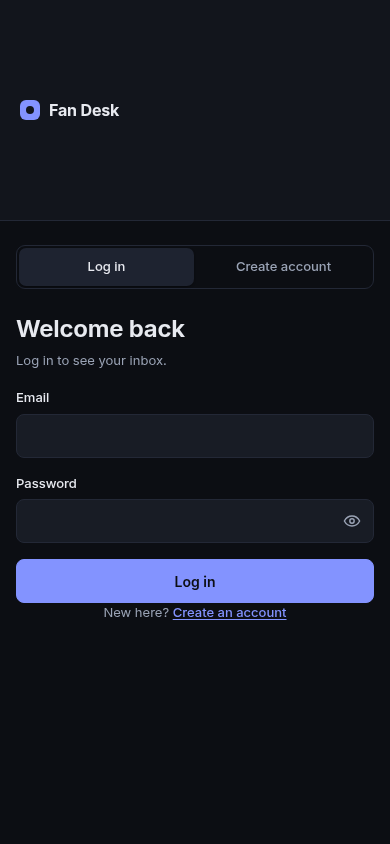 Fan Desk
Log in
Create account
Welcome back
Log in to see your inbox.
Email
Password
Log in
New here? Create an account